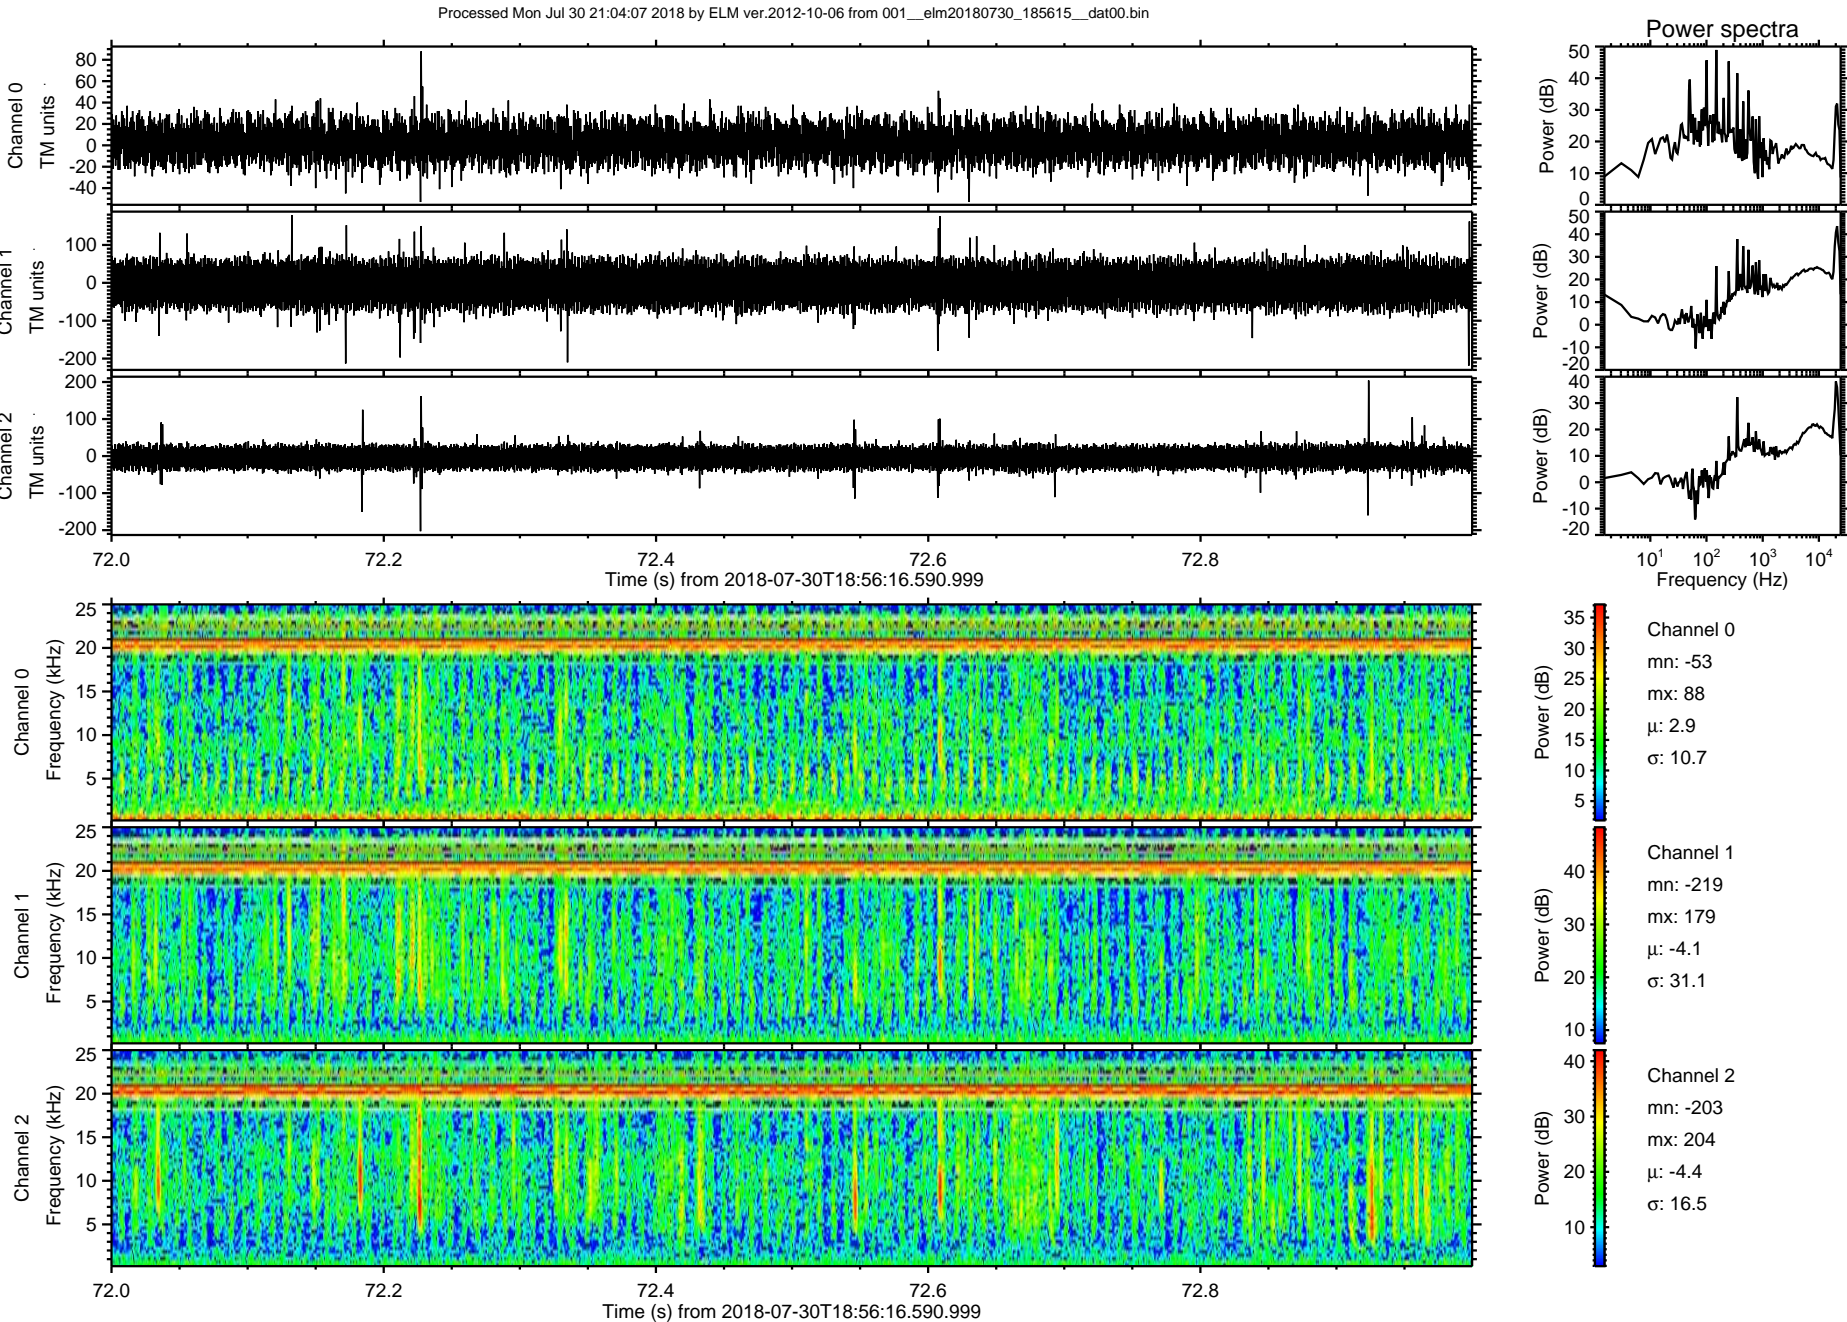 Processed Mon Jul 30 21:04:07 2018 by ELM ver.2012-10-06 from 001__elm20180730_185615__dat00.bin
Power spectra
Channel 0
TM units
80
60
40
20
0
-20
-40
Power (dB)
50
40
30
20
10
0
Channel 1
TM units
100
0
-100
-200
Power (dB)
50
40
30
20
10
0
-10
-20
Channel 2
TM units
200
100
0
-100
-200
Power (dB)
40
30
20
10
0
-10
-20
72.0 72.2 72.4 72.6 72.8
Time (s) from 2018-07-30T18:56:16.590.999
10^1 10^2 10^3 10^4
Frequency (Hz)
Channel 0
Frequency (kHz)
25
20
15
10
5
Power (dB)
35
30
25
20
15
10
5
Channel 0
mn: -53
mx: 88
μ: 2.9
σ: 10.7
Channel 1
Frequency (kHz)
25
20
15
10
5
Power (dB)
40
30
20
10
Channel 1
mn: -219
mx: 179
μ: -4.1
σ: 31.1
Channel 2
Frequency (kHz)
25
20
15
10
5
Power (dB)
40
30
20
10
Channel 2
mn: -203
mx: 204
μ: -4.4
σ: 16.5
72.0 72.2 72.4 72.6 72.8
Time (s) from 2018-07-30T18:56:16.590.999